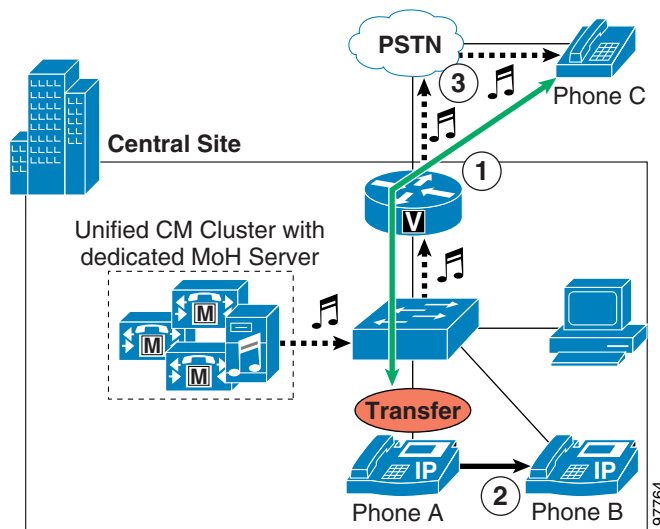 PSTN
3
Phone C
Central Site
1
V
Unified CM Cluster with
dedicated MoH Server
M
M
M
Transfer
IP
IP
2
Phone A
Phone B